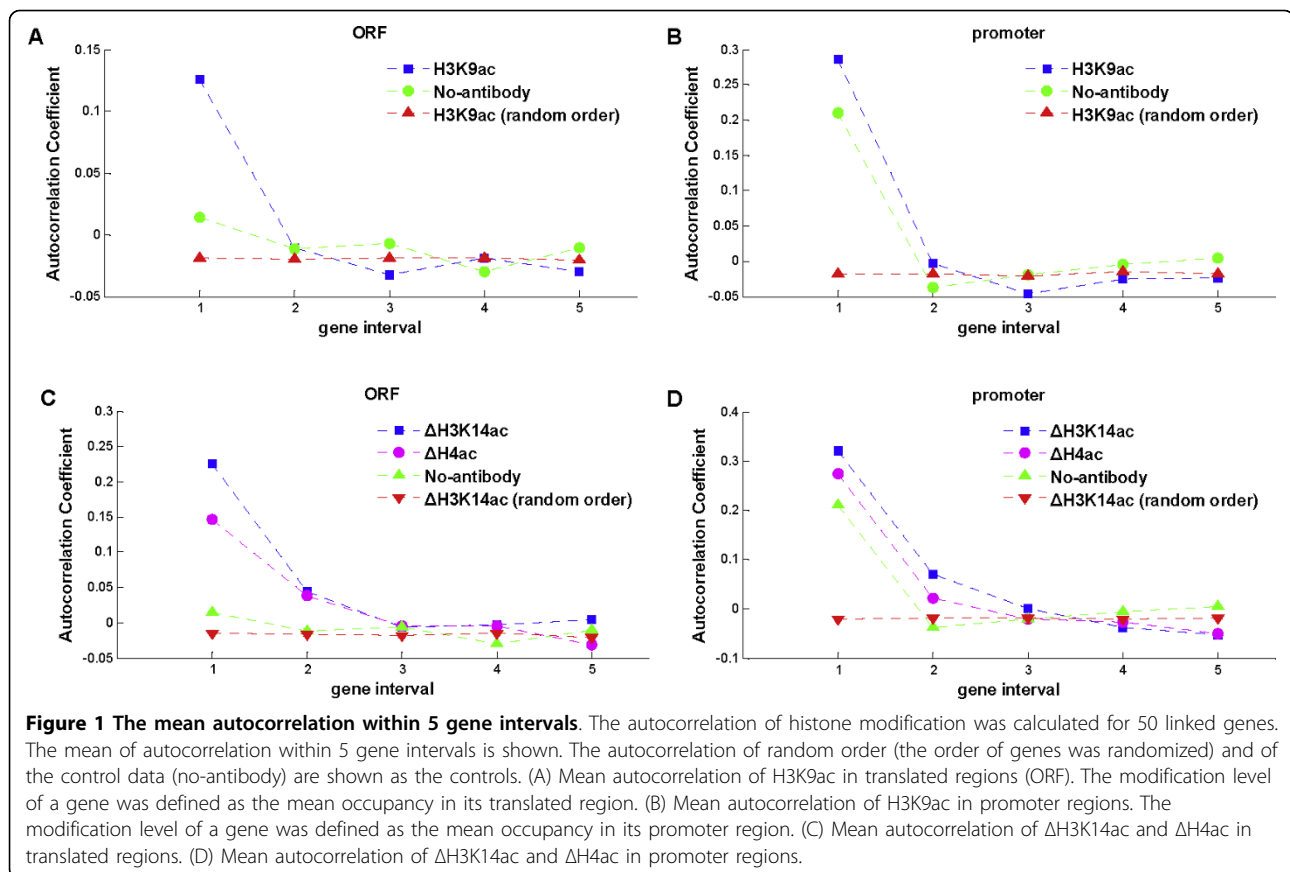 A
ORF
0.15
0.1
0.05
0
-0.05
Autocorrelation Coefficient
H3K9ac
No-antibody
H3K9ac (random order)
1 2 3 4 5
gene interval
B
promoter
0.3
0.25
0.2
0.15
0.1
0.05
0
-0.05
Autocorrelation Coefficient
H3K9ac
No-antibody
H3K9ac (random order)
1 2 3 4 5
gene interval
C
ORF
0.3
0.25
0.2
0.15
0.1
0.05
0
-0.05
Autocorrelation Coefficient
ΔH3K14ac
ΔH4ac
No-antibody
ΔH3K14ac (random order)
1 2 3 4 5
gene interval
D
promoter
0.4
0.3
0.2
0.1
0
-0.1
Autocorrelation Coefficient
ΔH3K14ac
ΔH4ac
No-antibody
ΔH3K14ac (random order)
1 2 3 4 5
gene interval
Figure 1 The mean autocorrelation within 5 gene intervals. The autocorrelation of histone modification was calculated for 50 linked genes.
The mean of autocorrelation within 5 gene intervals is shown. The autocorrelation of random order (the order of genes was randomized) and of
the control data (no-antibody) are shown as the controls. (A) Mean autocorrelation of H3K9ac in translated regions (ORF). The modification level
of a gene was defined as the mean occupancy in its translated region. (B) Mean autocorrelation of H3K9ac in promoter regions. The
modification level of a gene was defined as the mean occupancy in its promoter region. (C) Mean autocorrelation of ΔH3K14ac and ΔH4ac in
translated regions. (D) Mean autocorrelation of ΔH3K14ac and ΔH4ac in promoter regions.